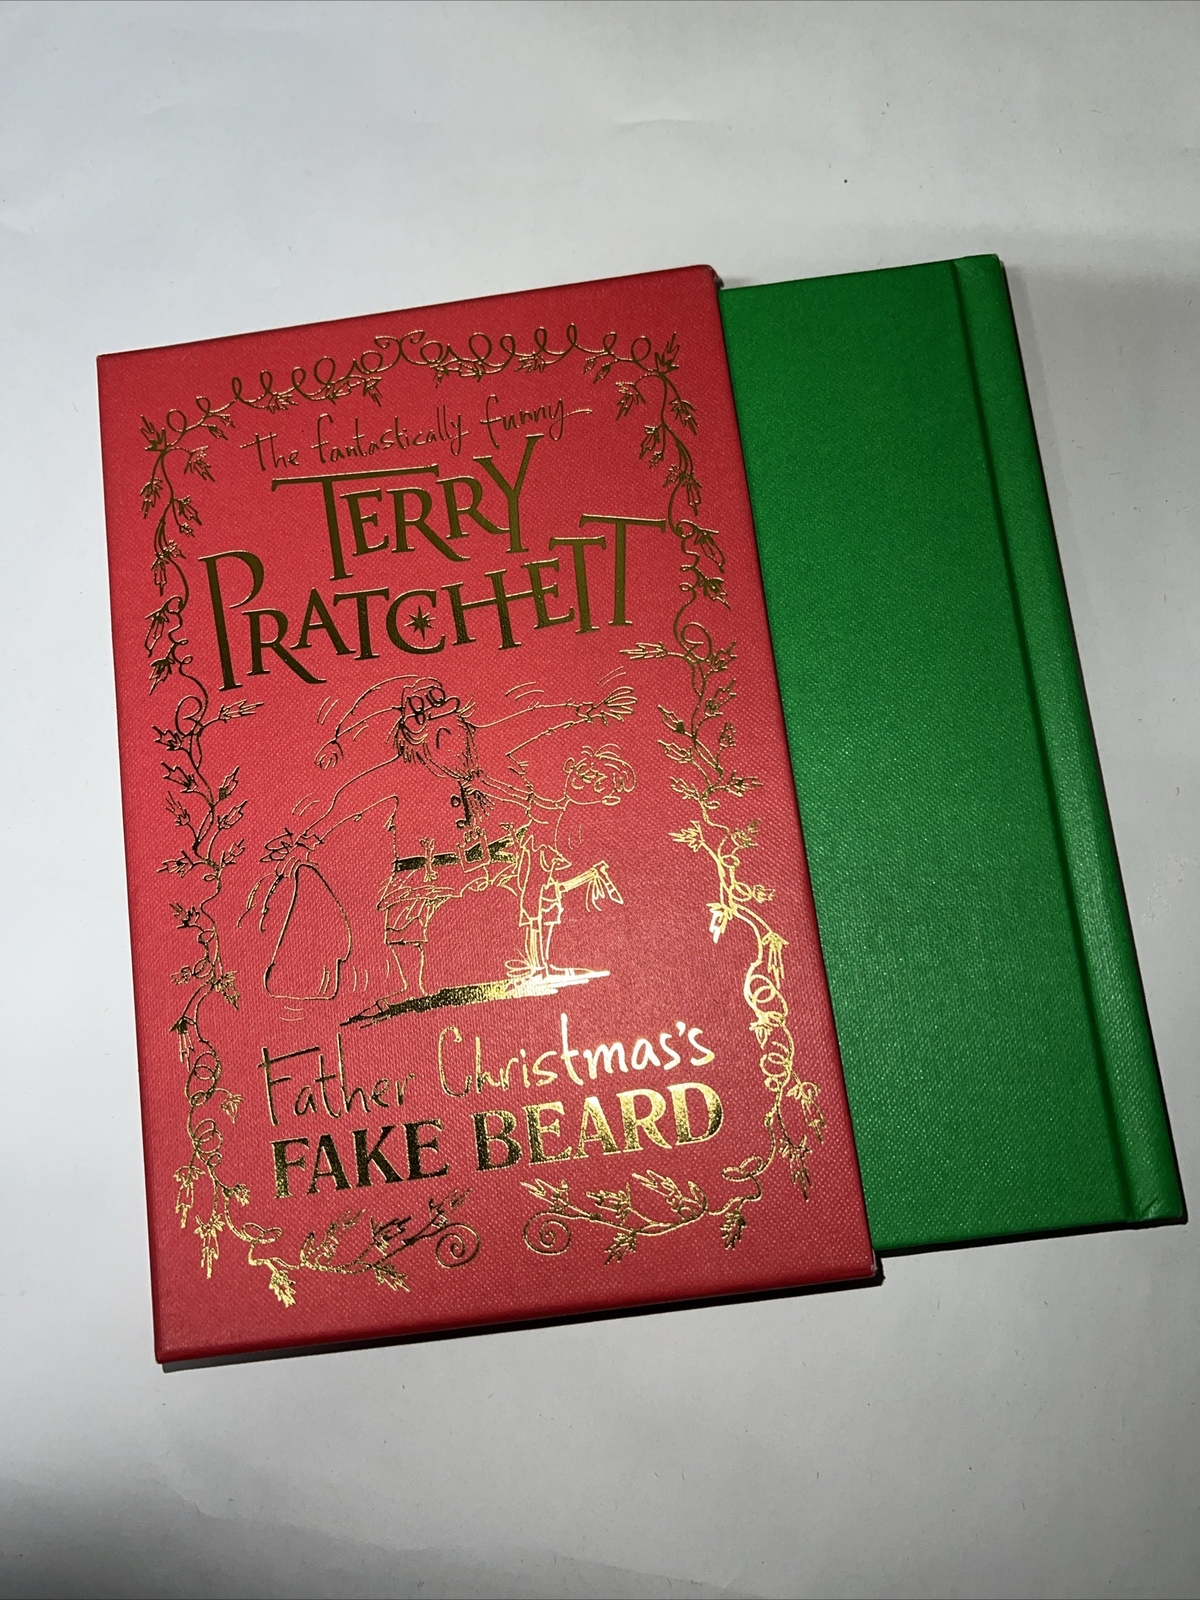 The fantastically funny
TERRY
PRATCHETT
Father Christmas's
FAKE BEARD